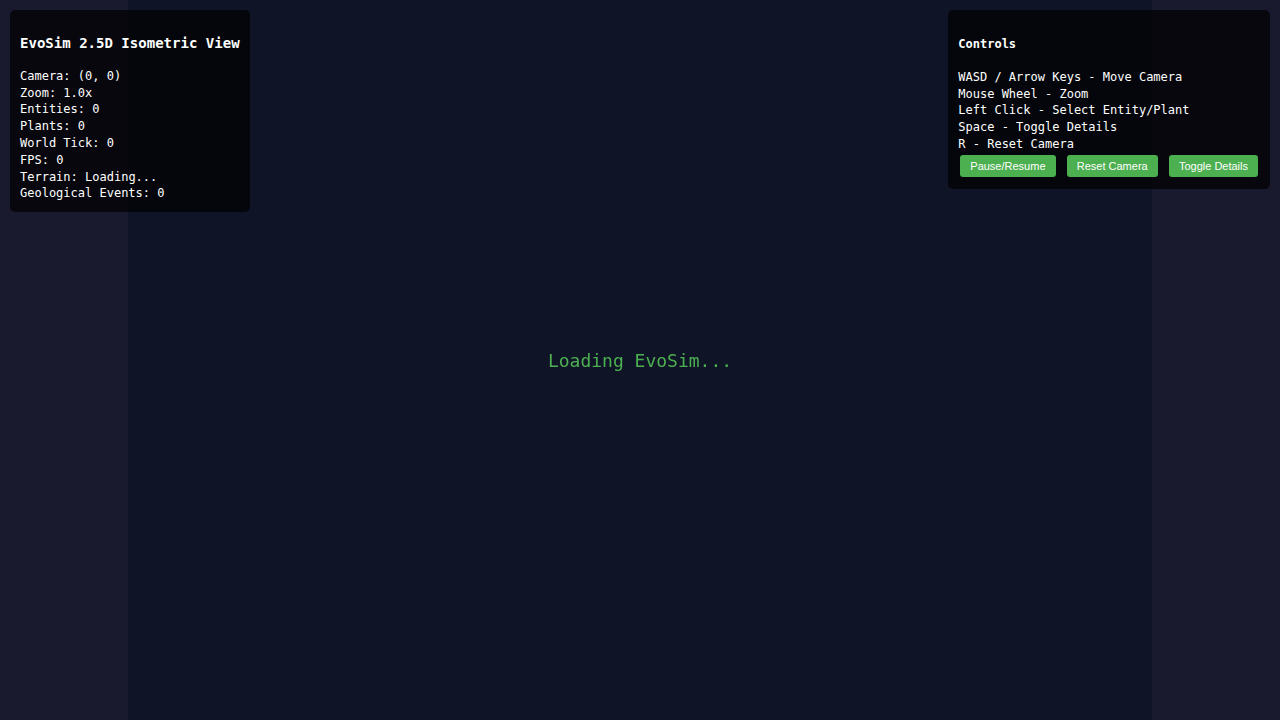 EvoSim 2.5D Isometric View
Camera: (0, 0)
Zoom: 1.0x
Entities: 0
Plants: 0
World Tick: 0
FPS: 0
Terrain: Loading...
Geological Events: 0
Controls
WASD / Arrow Keys - Move Camera
Mouse Wheel - Zoom
Left Click - Select Entity/Plant
Space - Toggle Details
R - Reset Camera
Pause/Resume Reset Camera Toggle Details
Loading EvoSim...